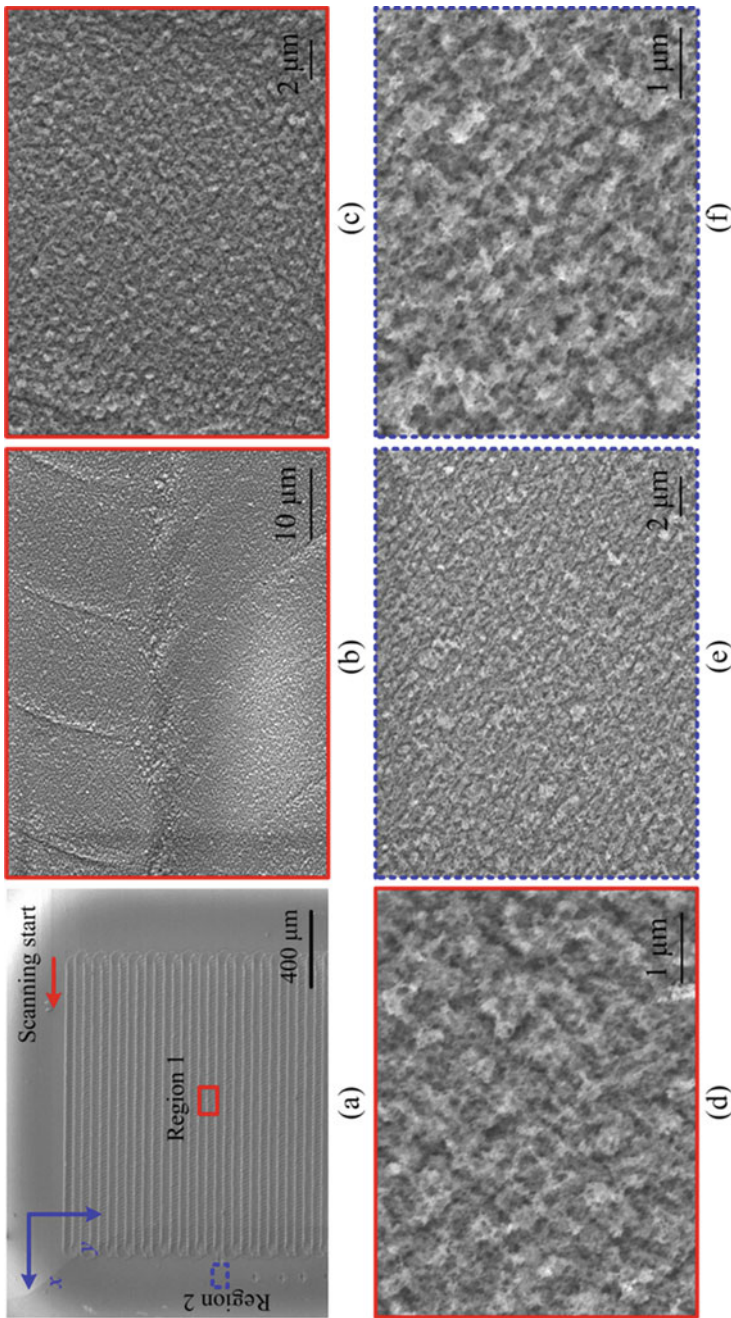 Scanning start
x
y
Region 1
Region 2
400 μm
(a)
10 μm
(b)
2 μm
(c)
1 μm
(d)
2 μm
(e)
1 μm
(f)